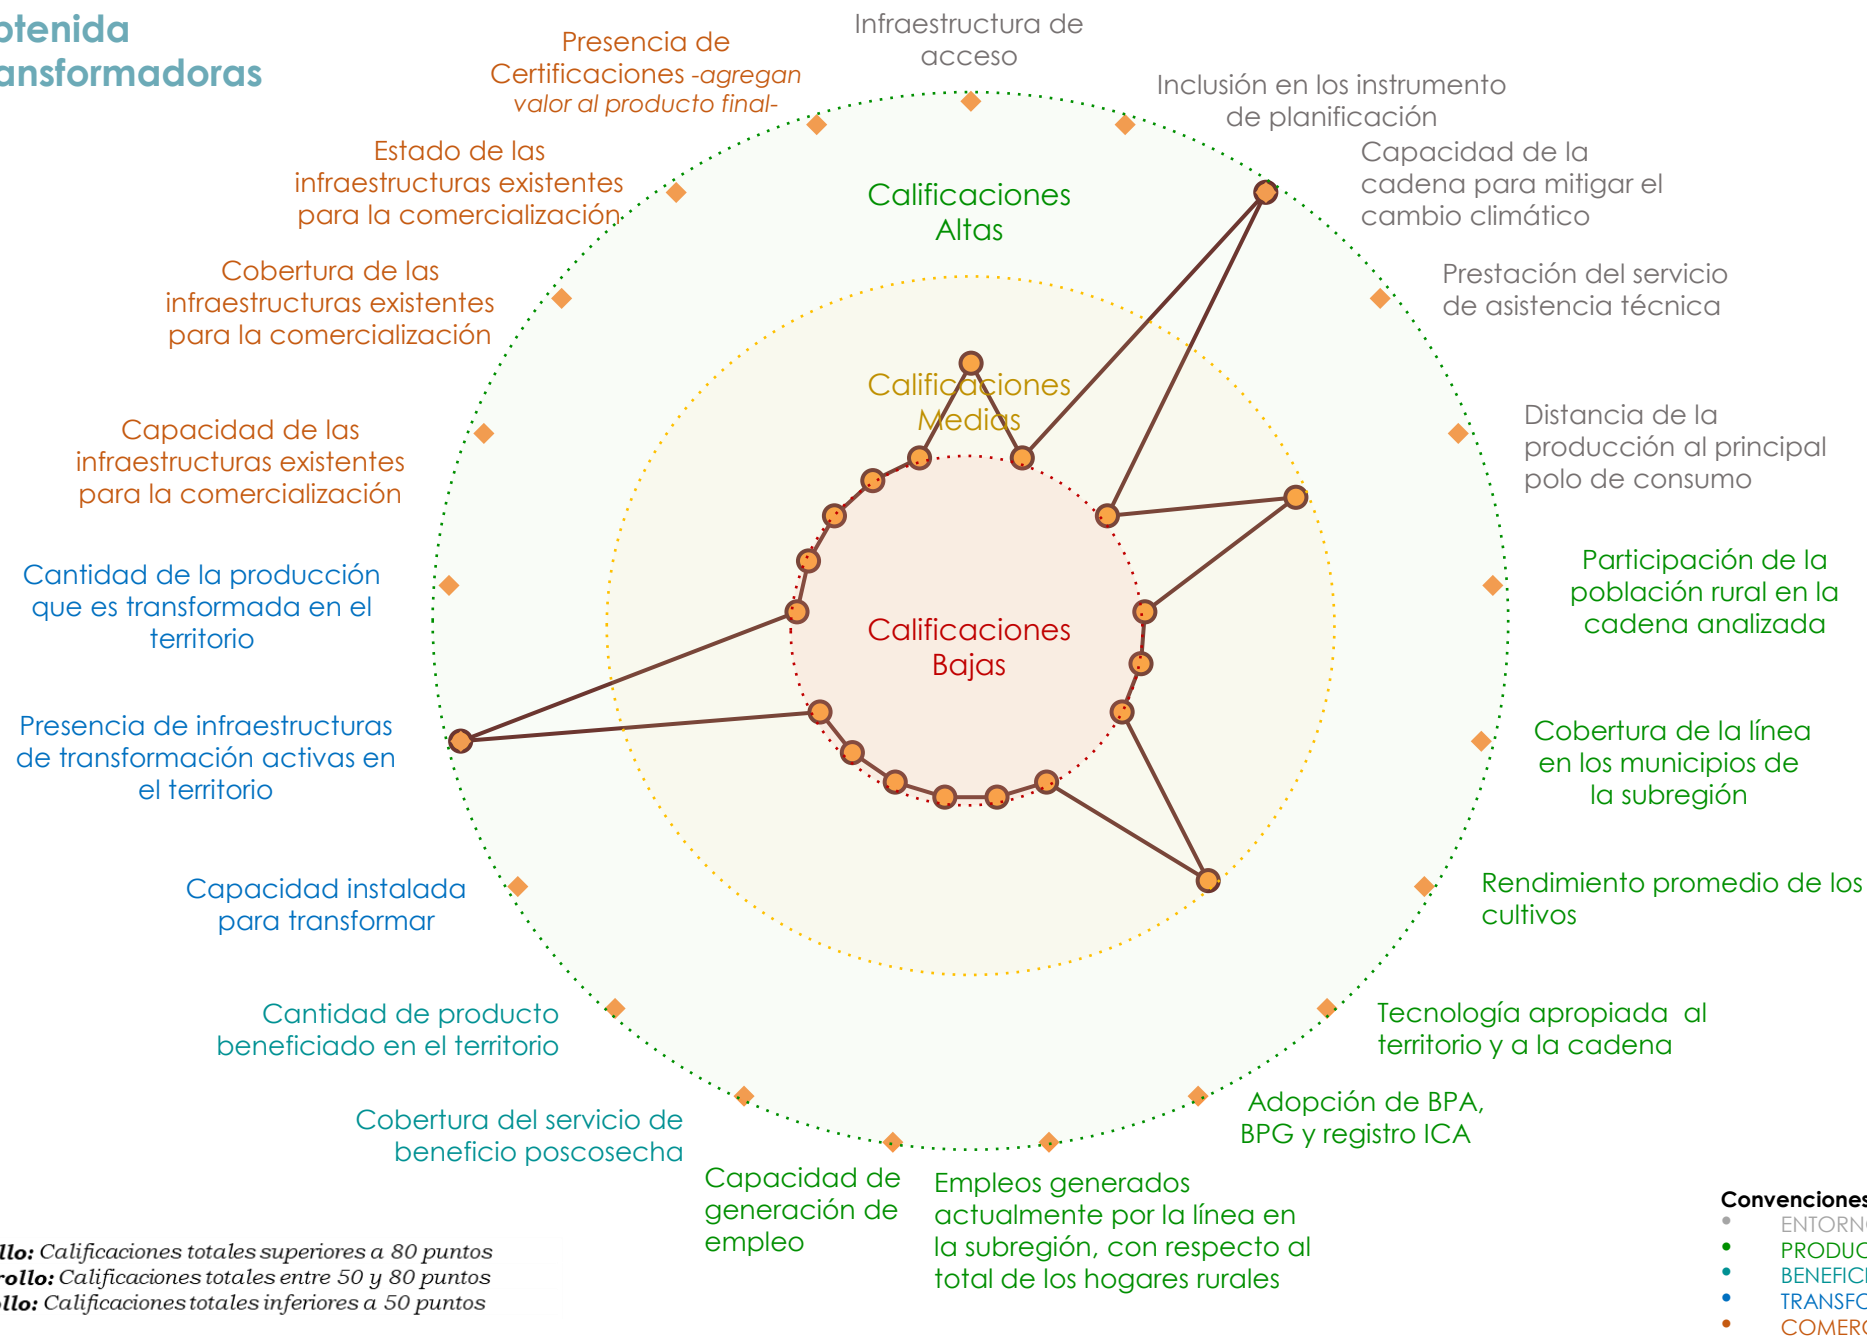 btenida
ansformadoras
Infraestructura de
acceso
Inclusión en los instrumento
de planificación
Capacidad de la
cadena para mitigar el
cambio climático
Prestación del servicio
de asistencia técnica
Distancia de la
producción al principal
polo de consumo
Participación de la
población rural en la
cadena analizada
Cobertura de la línea
en los municipios de
la subregión
Rendimiento promedio de los
cultivos
Tecnología apropiada al
territorio y a la cadena
Adopción de BPA,
BPG y registro ICA
Empleos generados
actualmente por la línea en
la subregión, con respecto al
total de los hogares rurales
Capacidad de
generación de
empleo
Cobertura del servicio de
beneficio poscosecha
Cantidad de producto
beneficiado en el territorio
Capacidad instalada
para transformar
Presencia de infraestructuras
de transformación activas en
el territorio
Cantidad de la producción
que es transformada en el
territorio
Capacidad de las
infraestructuras existentes
para la comercialización
Cobertura de las
infraestructuras existentes
para la comercialización
Estado de las
infraestructuras existentes
para la comercialización
Presencia de
Certificaciones -agregan
valor al producto final-
Calificaciones
Altas
Calificaciones
Medias
Calificaciones
Bajas
llo: Calificaciones totales superiores a 80 puntos
rollo: Calificaciones totales entre 50 y 80 puntos
llo: Calificaciones totales inferiores a 50 puntos
Convenciones
• ENTORN
• PRODUC
• BENEFICI
• TRANSFO
• COMERC